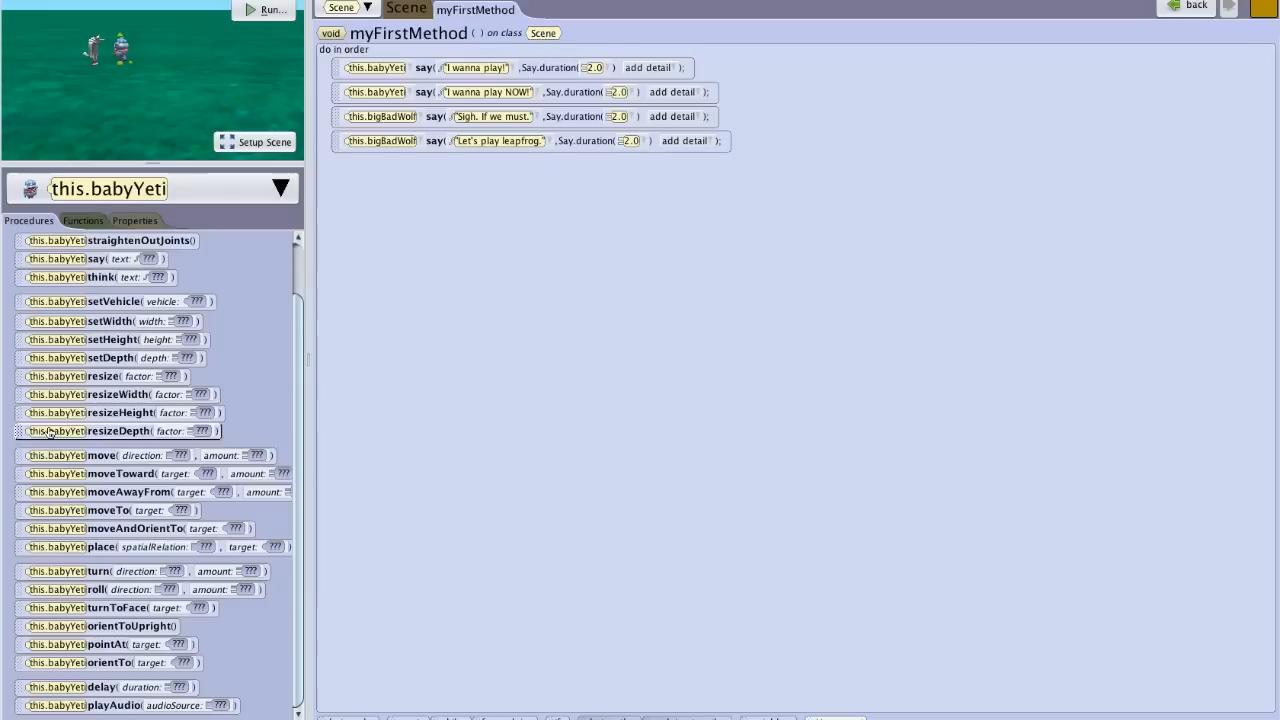 Run...
Setup Scene
Scene Scene myFirstMethod back
void myFirstMethod ( ) on class Scene
do in order
this.babyYeti say( "I wanna play!" ,Say.duration( 2.0 ) add detail );
this.babyYeti say( "I wanna play NOW!" ,Say.duration( 2.0 ) add detail );
this.bigBadWolf say( "Sigh. If we must." ,Say.duration( 2.0 ) add detail );
this.bigBadWolf say( "Let's play leapfrog." ,Say.duration( 2.0 ) add detail );
this.babyYeti
Procedures Functions Properties
this.babyYeti straightenOutJoints()
this.babyYeti say( text: ??? )
this.babyYeti think( text: ??? )
this.babyYeti setVehicle( vehicle: ??? )
this.babyYeti setWidth( width: ??? )
this.babyYeti setHeight( height: ??? )
this.babyYeti setDepth( depth: ??? )
this.babyYeti resize( factor: ??? )
this.babyYeti resizeWidth( factor: ??? )
this.babyYeti resizeHeight( factor: ??? )
this.babyYeti resizeDepth( factor: ??? )
this.babyYeti move( direction: ??? , amount: ??? )
this.babyYeti moveToward( target: ??? , amount: ???
this.babyYeti moveAwayFrom( target: ??? , amount:
this.babyYeti moveTo( target: ??? )
this.babyYeti moveAndOrientTo( target: ??? )
this.babyYeti place( spatialRelation: ??? , target: ??? )
this.babyYeti turn( direction: ??? , amount: ??? )
this.babyYeti roll( direction: ??? , amount: ??? )
this.babyYeti turnToFace( target: ??? )
this.babyYeti orientToUpright()
this.babyYeti pointAt( target: ??? )
this.babyYeti orientTo( target: ??? )
this.babyYeti delay( duration: ??? )
this.babyYeti playAudio( audioSource: ??? )